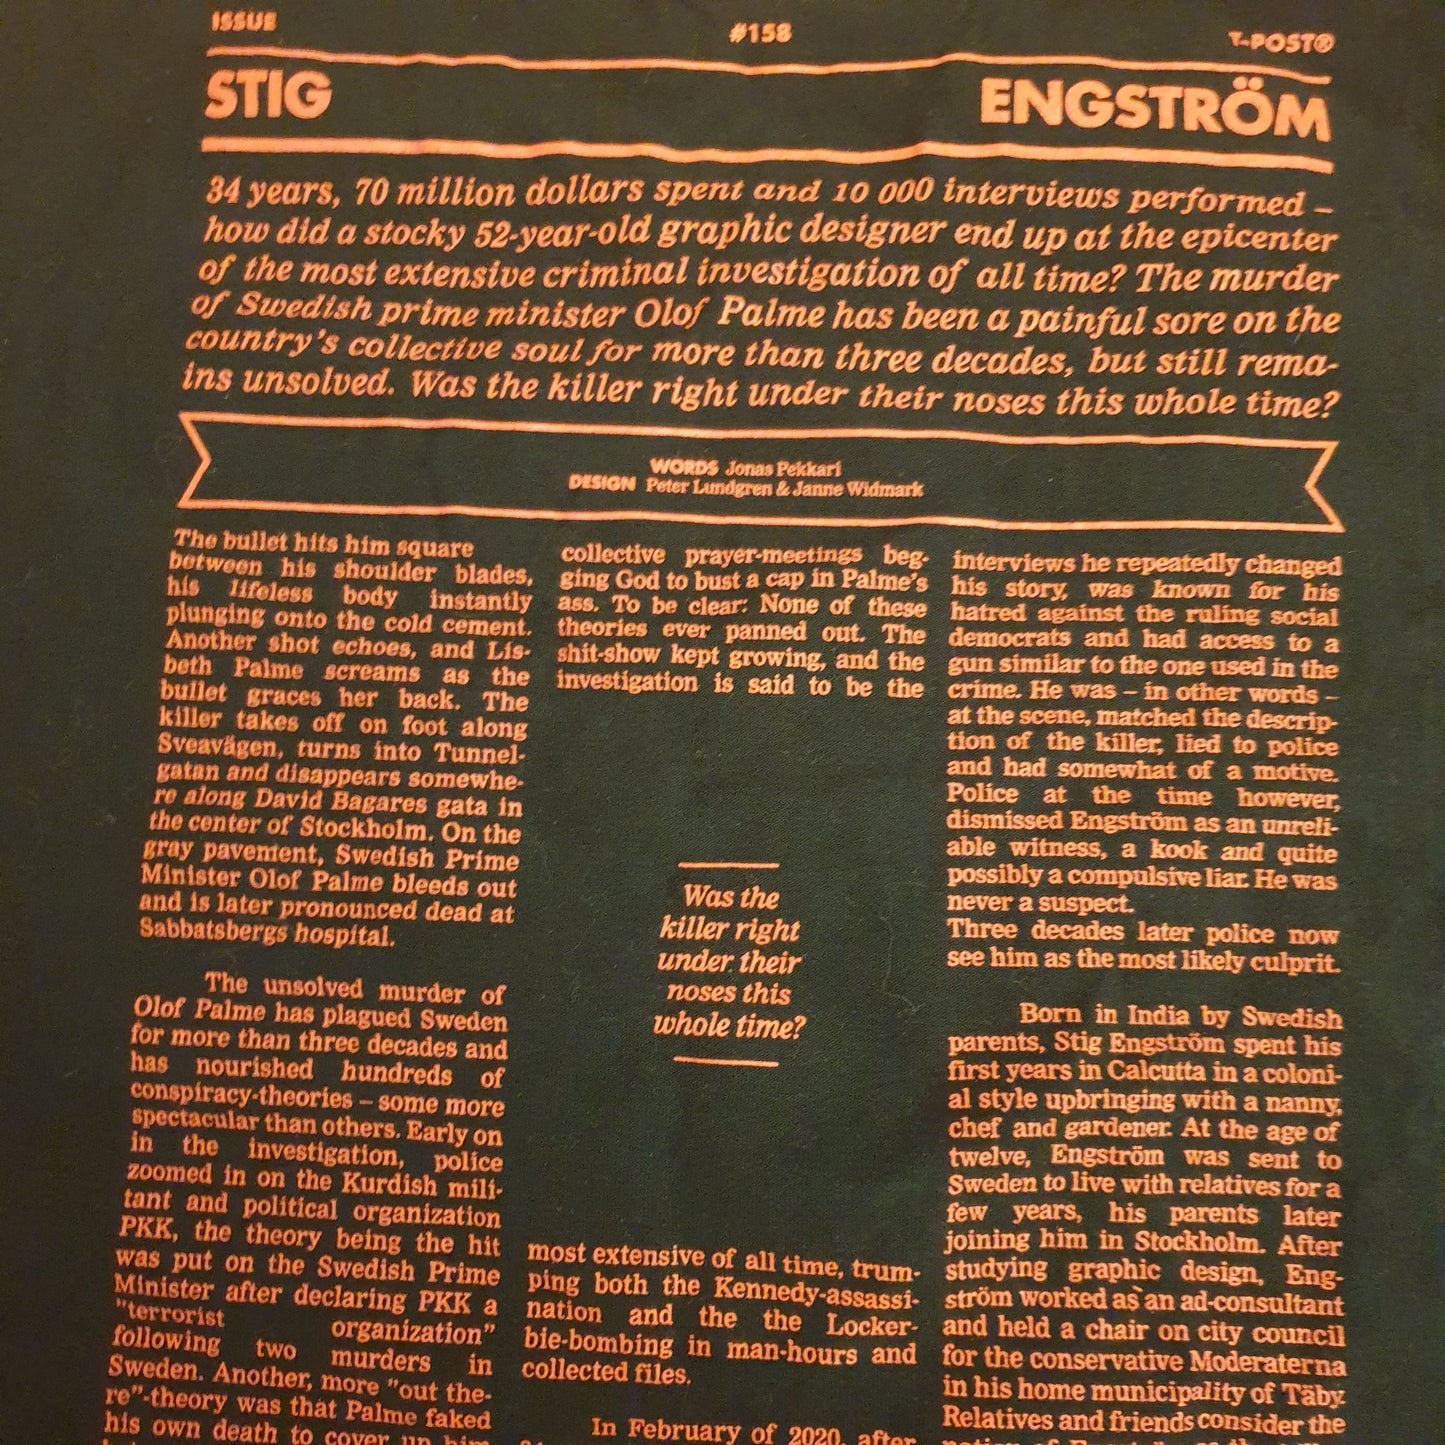 ISSUE #158 T-POST®
STIG ENGSTRÖM
34 years, 70 million dollars spent and 10 000 interviews performed –
how did a stocky 52-year-old graphic designer end up at the epicenter
of the most extensive criminal investigation of all time? The murder
of Swedish prime minister Olof Palme has been a painful sore on the
country's collective soul for more than three decades, but still rema-
ins unsolved. Was the killer right under their noses this whole time?
WORDS Jonas Pekkari
DESIGN Peter Lundgren & Janne Widmark
The bullet hits him square
between his shoulder blades,
his lifeless body instantly
plunging onto the cold cement.
Another shot echoes, and Lis-
beth Palme screams as the
bullet graces her back. The
killer takes off on foot along
Sveavägen, turns into Tunnel-
gatan and disappears somewhe-
re along David Bagares gata in
the center of Stockholm. On the
gray pavement, Swedish Prime
Minister Olof Palme bleeds out
and is later pronounced dead at
Sabbatsbergs hospital.
The unsolved murder of
Olof Palme has plagued Sweden
for more than three decades and
has nourished hundreds of
conspiracy-theories – some more
spectacular than others. Early on
in the investigation, police
zoomed in on the Kurdish mili-
tant and political organization
PKK, the theory being the hit
was put on the Swedish Prime
Minister after declaring PKK a
"terrorist organization"
following two murders in
Sweden. Another, more "out the-
re"-theory was that Palme faked
his own death to cover up him
collective prayer-meetings beg-
ging God to bust a cap in Palme's
ass. To be clear: None of these
theories ever panned out. The
shit-show kept growing, and the
investigation is said to be the
Was the
killer right
under their
noses this
whole time?
most extensive of all time, trum-
ping both the Kennedy-assassi-
nation and the the Locker-
bie-bombing in man-hours and
collected files.
In February of 2020, after
interviews he repeatedly changed
his story, was known for his
hatred against the ruling social
democrats and had access to a
gun similar to the one used in the
crime. He was – in other words –
at the scene, matched the descrip-
tion of the killer, lied to police
and had somewhat of a motive.
Police at the time however,
dismissed Engström as an unreli-
able witness, a kook and quite
possibly a compulsive liar. He was
never a suspect.
Three decades later police now
see him as the most likely culprit.
Born in India by Swedish
parents, Stig Engström spent his
first years in Calcutta in a coloni-
al style upbringing with a nanny,
chef and gardener. At the age of
twelve, Engström was sent to
Sweden to live with relatives for a
few years, his parents later
joining him in Stockholm. After
studying graphic design, Eng-
ström worked as an ad-consultant
and held a chair on city council
for the conservative Moderaterna
in his home municipality of Täby.
Relatives and friends consider the